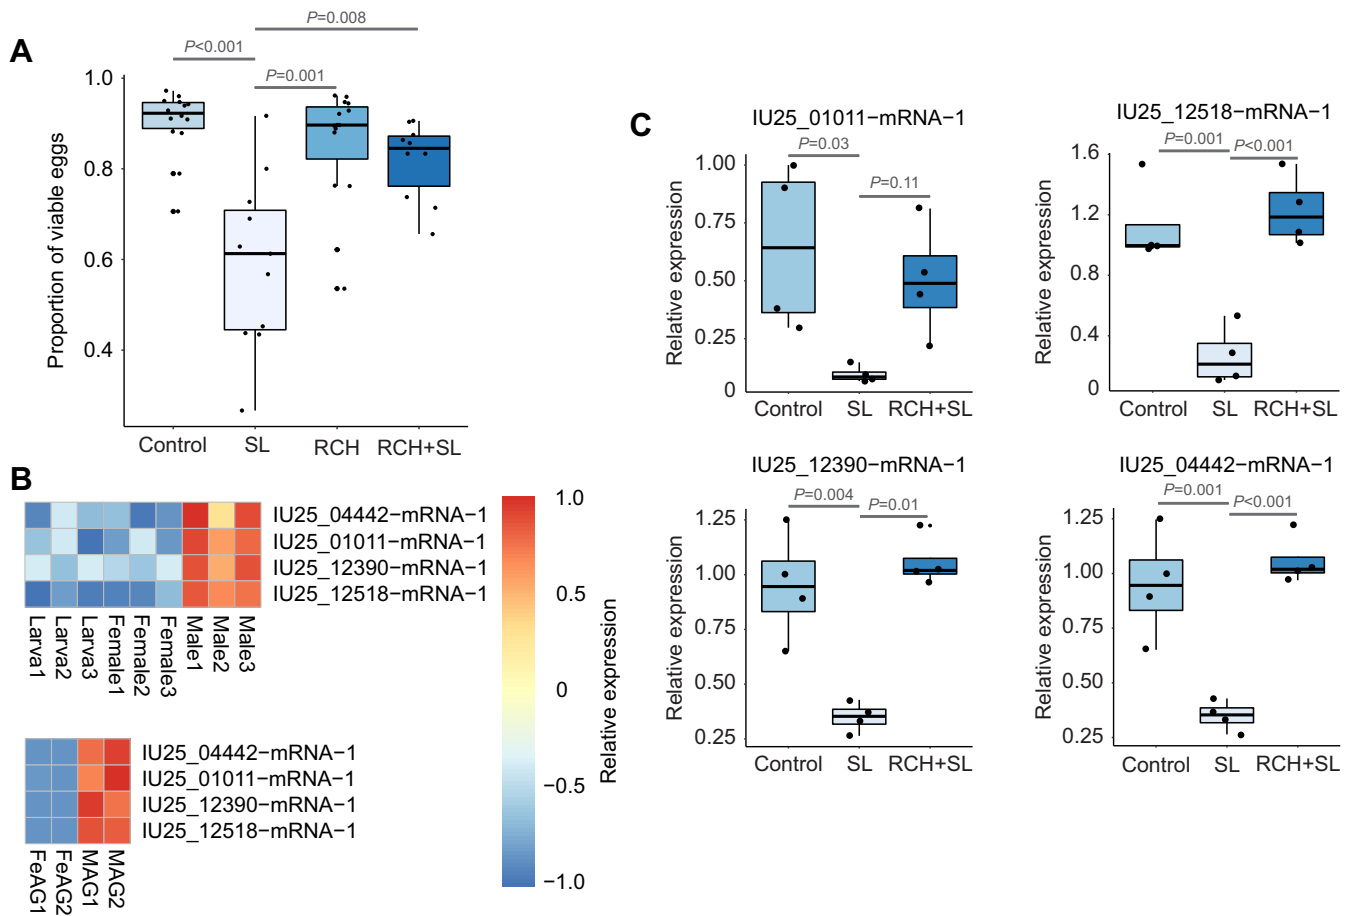 A
P=0.008
P<0.001
P=0.001
1.0
0.8
0.6
0.4
Proportion of viable eggs
Control
SL
RCH
RCH+SL
B
IU25_04442−mRNA−1
IU25_01011−mRNA−1
IU25_12390−mRNA−1
IU25_12518−mRNA−1
Larva1
Larva2
Larva3
Female1
Female2
Female3
Male1
Male2
Male3
IU25_04442−mRNA−1
IU25_01011−mRNA−1
IU25_12390−mRNA−1
IU25_12518−mRNA−1
FeAG1
FeAG2
MAG1
MAG2
1.0
0.5
0
−0.5
−1.0
Relative expression
C
IU25_01011−mRNA−1
P=0.03
P=0.11
1.00
0.75
0.50
0.25
0
Relative expression
Control
SL
RCH+SL
IU25_12518−mRNA−1
P=0.001
P<0.001
1.6
1.2
0.8
0.4
0
Relative expression
Control
SL
RCH+SL
IU25_12390−mRNA−1
P=0.004
P=0.01
1.25
1.00
0.75
0.50
0.25
Relative expression
Control
SL
RCH+SL
IU25_04442−mRNA−1
P=0.001
P<0.001
1.25
1.00
0.75
0.50
0.25
Relative expression
Control
SL
RCH+SL